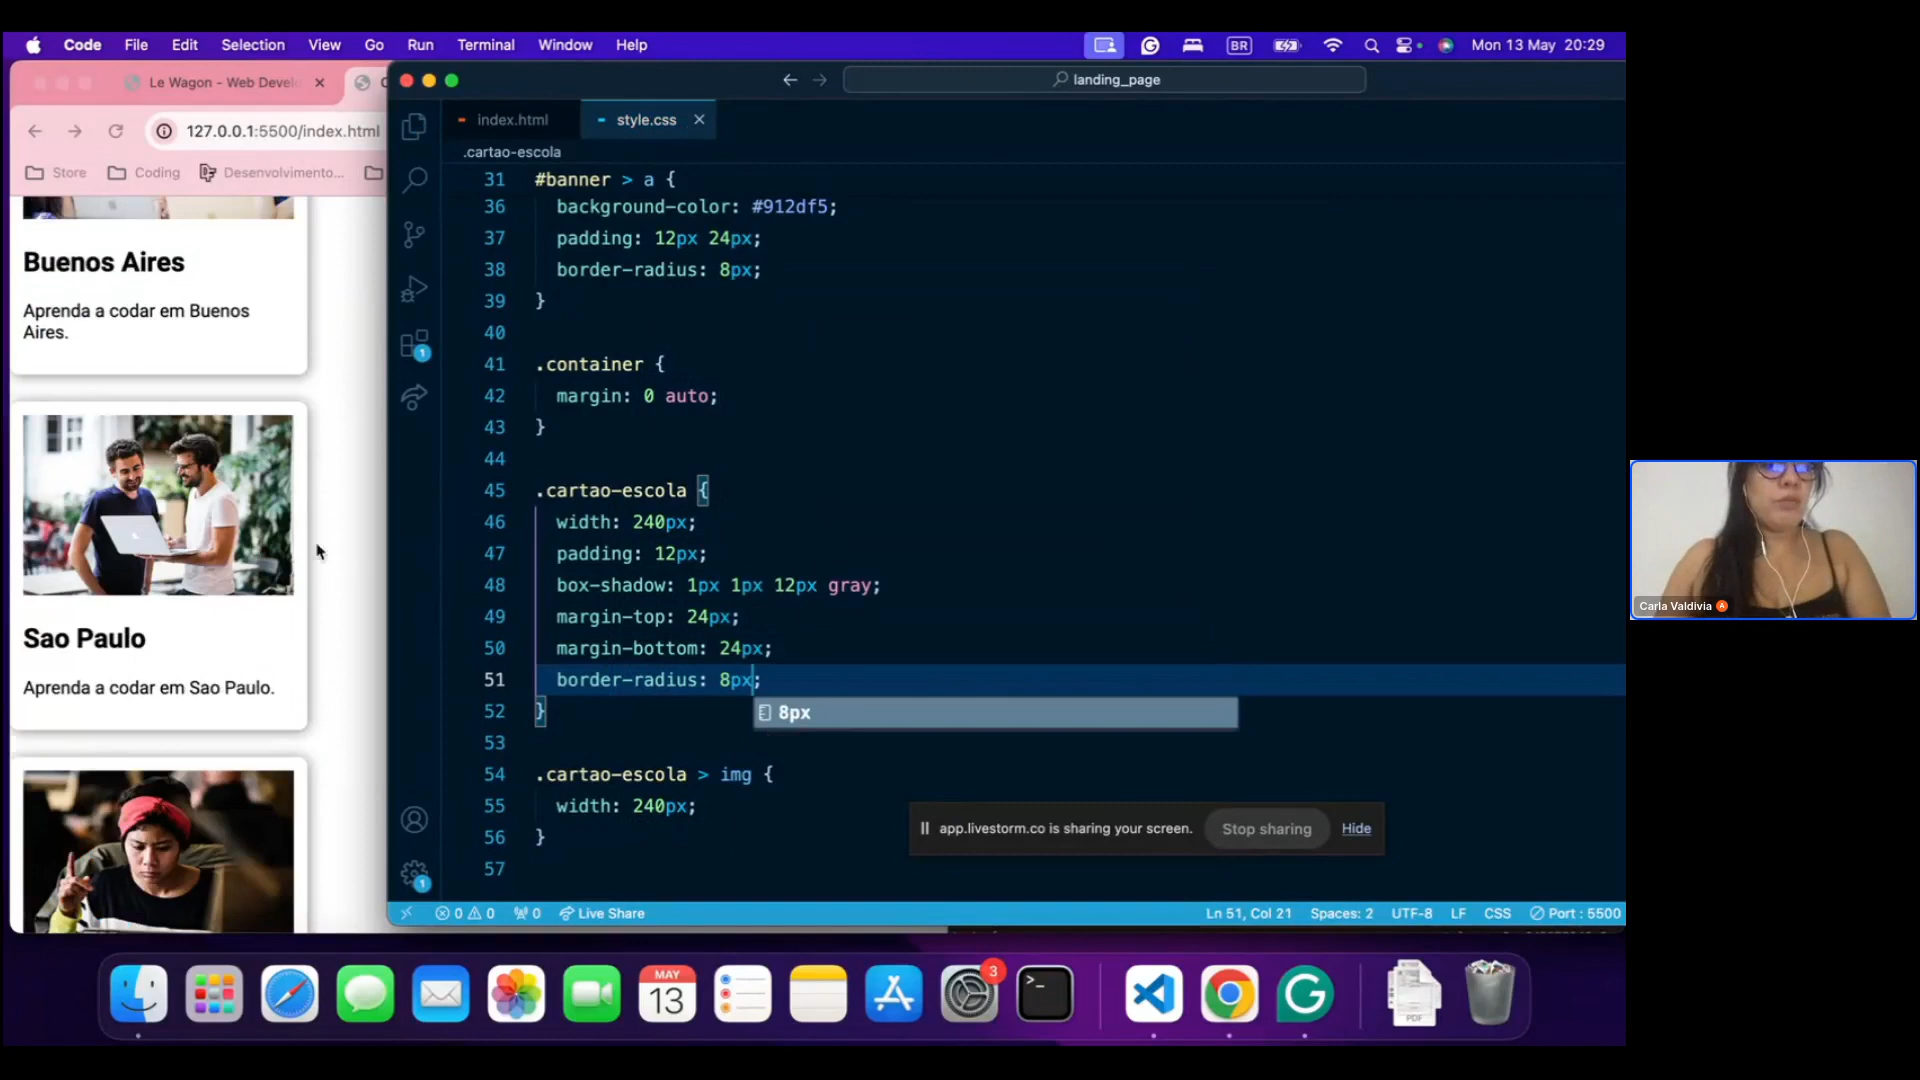 Code File Edit Selection View Go Run Terminal Window Help
BR
Mon 13 May 20:29
Le Wagon - Web Develo
127.0.0.1:5500/index.html
Store Coding Desenvolvimento...
landing_page
index.html style.css
.cartao-escola
31 #banner > a {
36 background-color: #912df5;
37 padding: 12px 24px;
38 border-radius: 8px;
39 }
40
41 .container {
42 margin: 0 auto;
43 }
44
45 .cartao-escola {
46 width: 240px;
47 padding: 12px;
48 box-shadow: 1px 1px 12px gray;
49 margin-top: 24px;
50 margin-bottom: 24px;
51 border-radius: 8px;
52 }
8px
53
54 .cartao-escola > img {
55 width: 240px;
56 }
57
Buenos Aires
Aprenda a codar em Buenos
Aires.
Sao Paulo
Aprenda a codar em Sao Paulo.
1
1
app.livestorm.co is sharing your screen. Stop sharing Hide
0 0 0 Live Share
Ln 51, Col 21 Spaces: 2 UTF-8 LF CSS Port : 5500
Carla Valdivia A
MAY
13
3
PDF